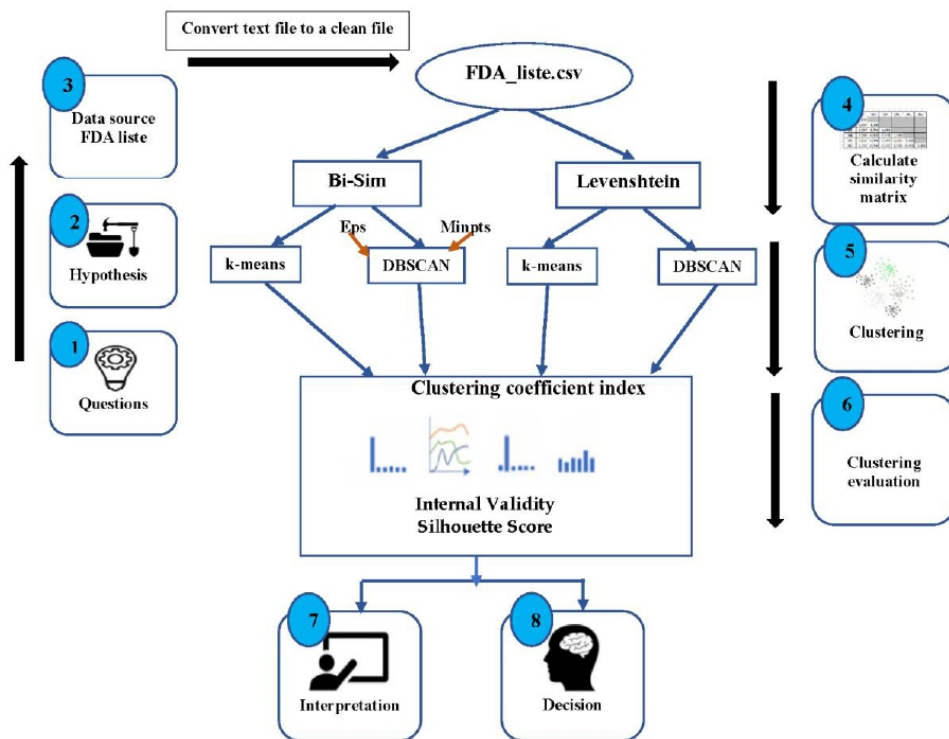 Convert text file to a clean file
FDA_liste.csv
3
Data source
FDA liste
2
Hypothesis
1
Questions
Bi-Sim
Levenshtein
Eps
Minpts
k-means
DBSCAN
k-means
DBSCAN
Clustering coefficient index
Internal Validity
Silhouette Score
4
Calculate
similarity
matrix
5
Clustering
6
Clustering
evaluation
7
Interpretation
8
Decision